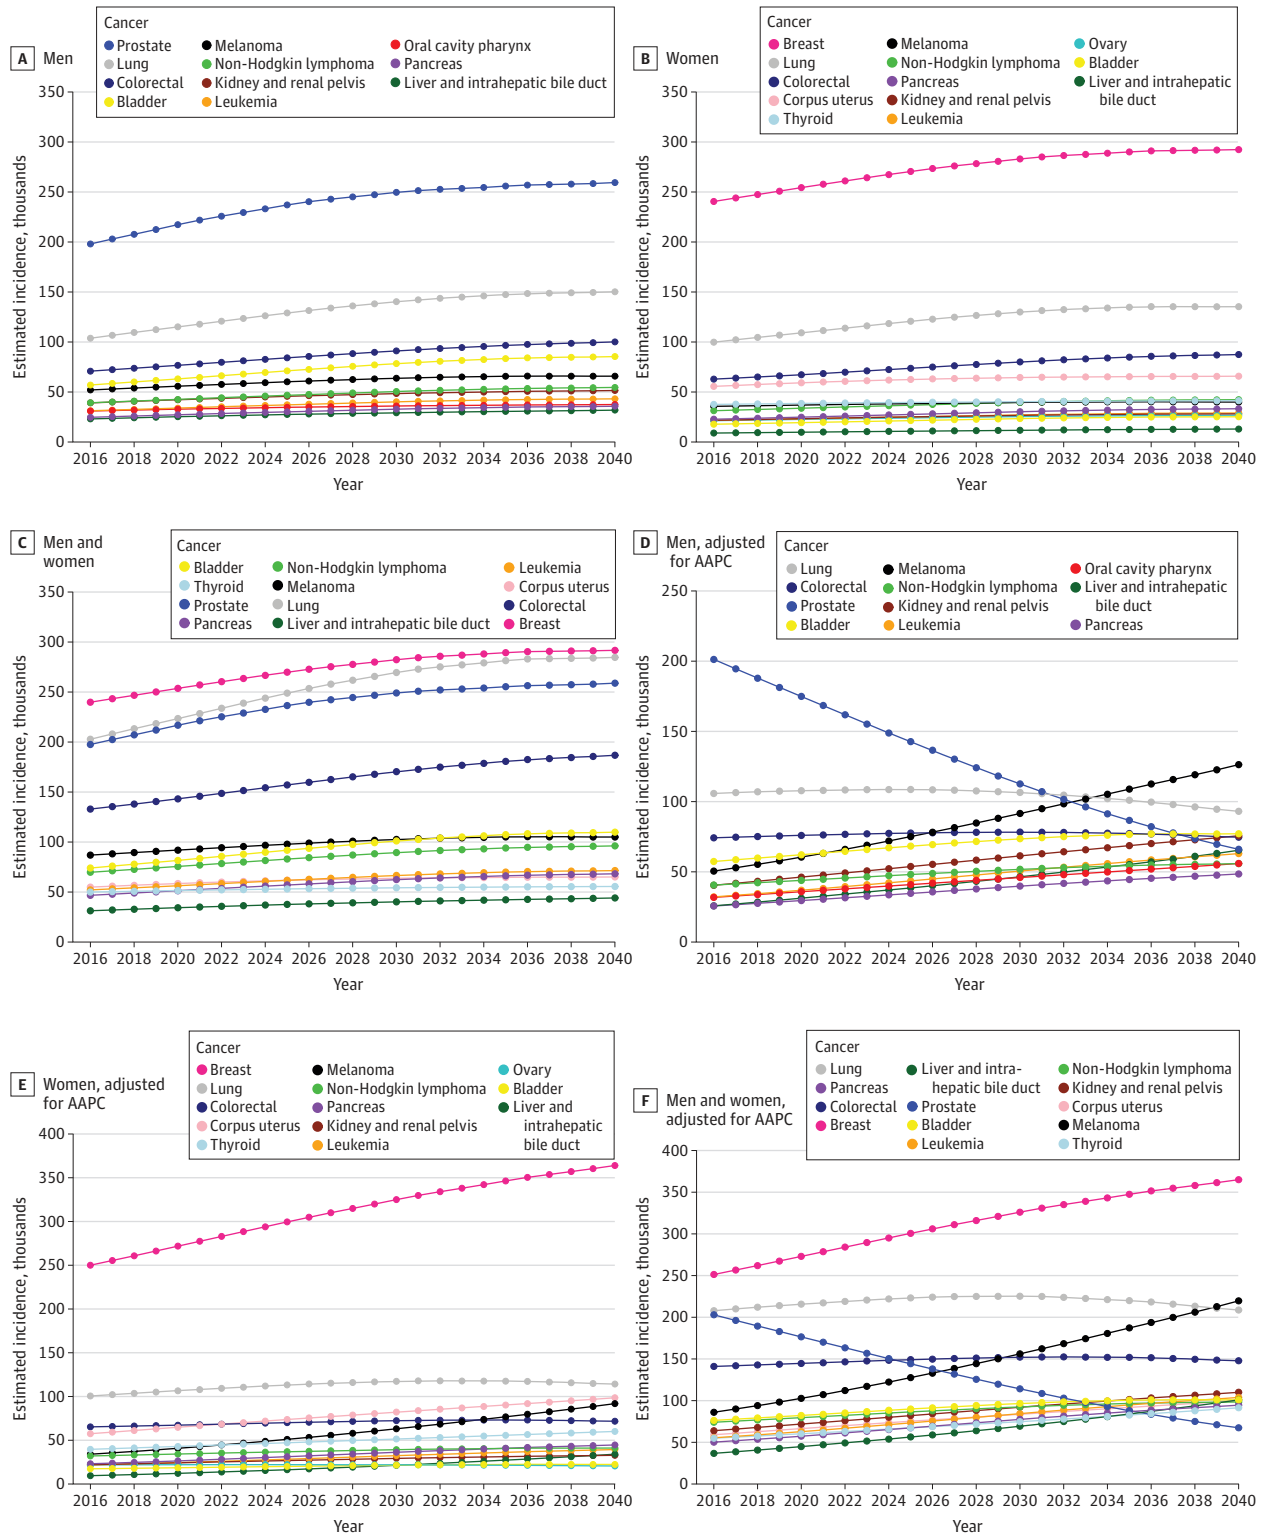 A Men
Cancer
Prostate Melanoma Oral cavity pharynx
Lung Non-Hodgkin lymphoma Pancreas
Colorectal Kidney and renal pelvis Liver and intrahepatic bile duct
Bladder Leukemia
Estimated incidence, thousands
350
300
250
200
150
100
50
0
2016 2018 2020 2022 2024 2026 2028 2030 2032 2034 2036 2038 2040
Year
B Women
Cancer
Breast Melanoma Ovary
Lung Non-Hodgkin lymphoma Bladder
Colorectal Pancreas Liver and intrahepatic
Corpus uterus Kidney and renal pelvis bile duct
Thyroid Leukemia
Estimated incidence, thousands
350
300
250
200
150
100
50
0
2016 2018 2020 2022 2024 2026 2028 2030 2032 2034 2036 2038 2040
Year
C Men and
women
Cancer
Bladder Non-Hodgkin lymphoma Leukemia
Thyroid Melanoma Corpus uterus
Prostate Lung Colorectal
Pancreas Liver and intrahepatic bile duct Breast
Estimated incidence, thousands
350
300
250
200
150
100
50
0
2016 2018 2020 2022 2024 2026 2028 2030 2032 2034 2036 2038 2040
Year
D Men, adjusted
for AAPC
Cancer
Lung Melanoma Oral cavity pharynx
Colorectal Non-Hodgkin lymphoma Liver and intrahepatic
Prostate Kidney and renal pelvis bile duct
Bladder Leukemia Pancreas
Estimated incidence, thousands
250
200
150
100
50
0
2016 2018 2020 2022 2024 2026 2028 2030 2032 2034 2036 2038 2040
Year
E Women, adjusted
for AAPC
Cancer
Breast Melanoma Ovary
Lung Non-Hodgkin lymphoma Bladder
Colorectal Pancreas Liver and
Corpus uterus Kidney and renal pelvis intrahepatic
Thyroid Leukemia bile duct
Estimated incidence, thousands
400
350
300
250
200
150
100
50
0
2016 2018 2020 2022 2024 2026 2028 2030 2032 2034 2036 2038 2040
Year
F Men and women,
adjusted for AAPC
Cancer
Lung Liver and intra- Non-Hodgkin lymphoma
Pancreas hepatic bile duct Kidney and renal pelvis
Colorectal Prostate Corpus uterus
Breast Bladder Melanoma
Leukemia Thyroid
Estimated incidence, thousands
400
350
300
250
200
150
100
50
0
2016 2018 2020 2022 2024 2026 2028 2030 2032 2034 2036 2038 2040
Year